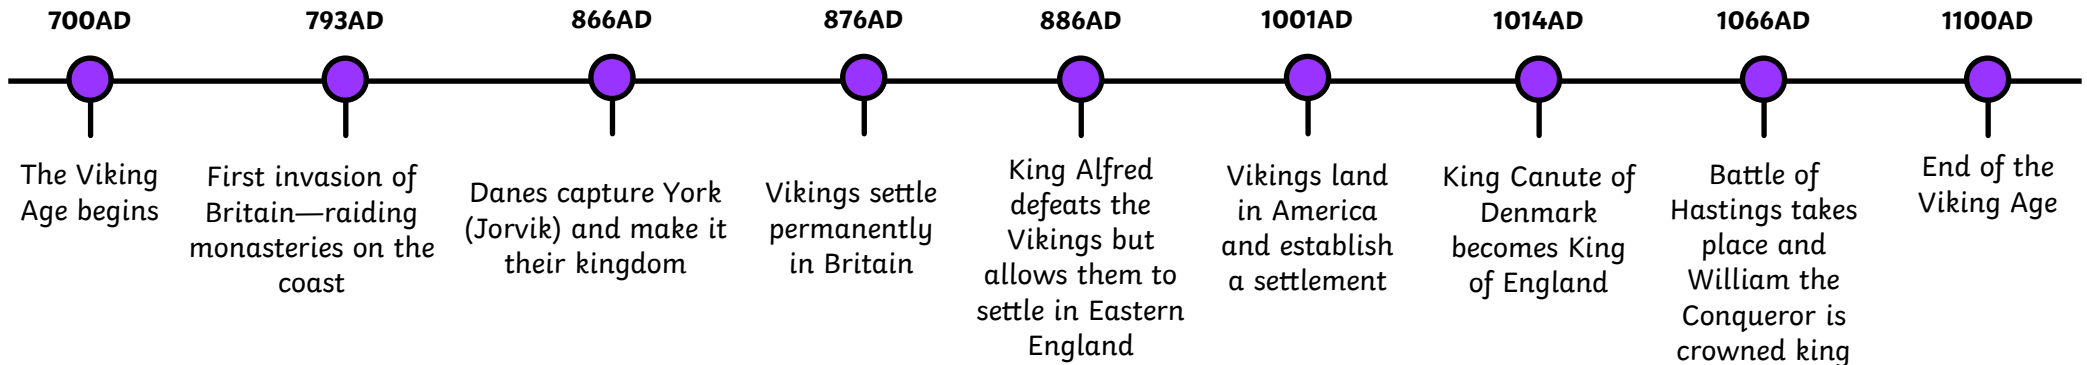 700AD
The Viking
Age begins
793AD
First invasion of
Britain—raiding
monasteries on the
coast
866AD
Danes capture York
(Jorvik) and make it
their kingdom
876AD
Vikings settle
permanently
in Britain
886AD
King Alfred
defeats the
Vikings but
allows them to
settle in Eastern
England
1001AD
Vikings land
in America
and establish
a settlement
1014AD
King Canute of
Denmark
becomes King
of England
1066AD
Battle of
Hastings takes
place and
William the
Conqueror is
crowned king
1100AD
End of the
Viking Age